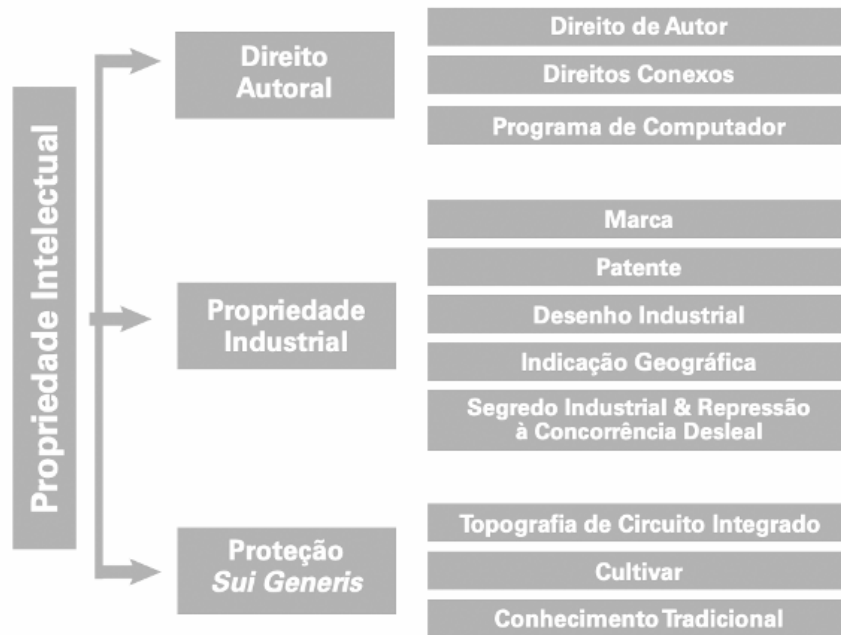 Propriedade Intelectual
Direito
Autoral
Direito de Autor
Direitos Conexos
Programa de Computador
Propriedade
Industrial
Marca
Patente
Desenho Industrial
Indicação Geográfica
Segredo Industrial & Repressão
à Concorrência Desleal
Proteção
Sui Generis
Topografia de Circuito Integrado
Cultivar
Conhecimento Tradicional